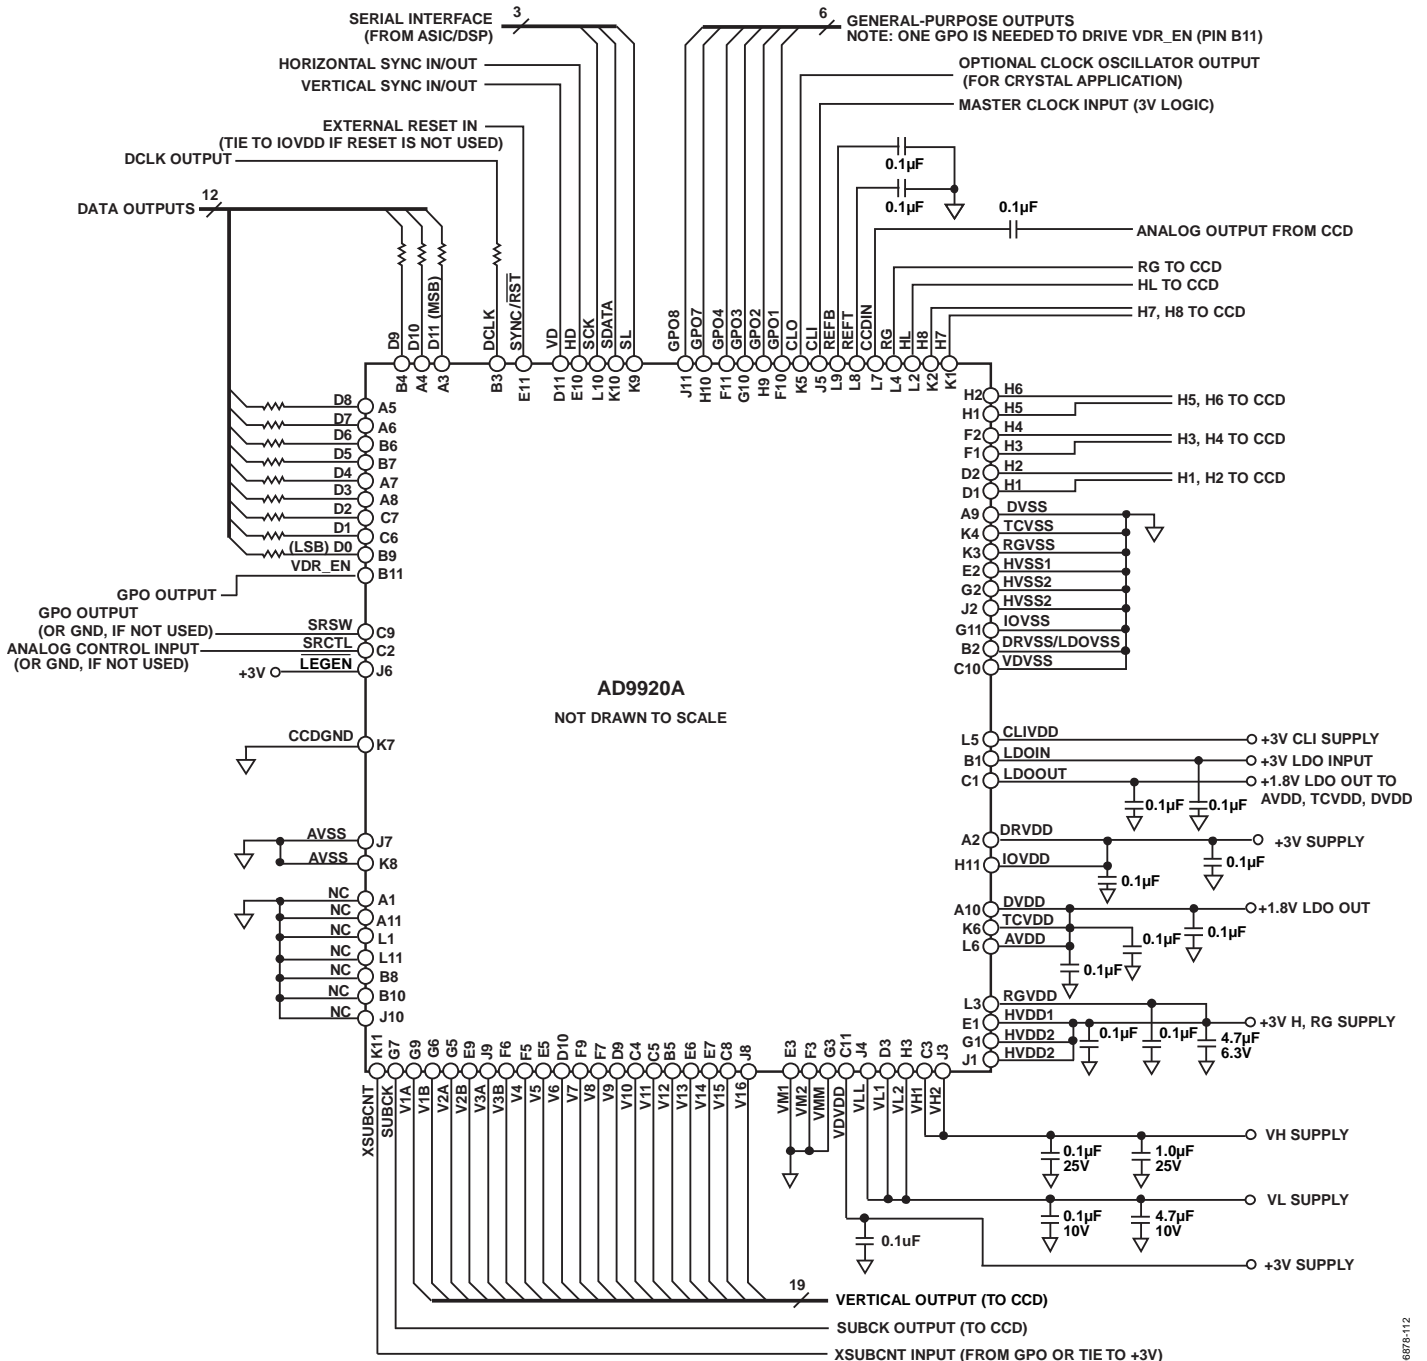 SERIAL INTERFACE
(FROM ASIC/DSP)
3
6
GENERAL-PURPOSE OUTPUTS
NOTE: ONE GPO IS NEEDED TO DRIVE VDR_EN (PIN B11)
HORIZONTAL SYNC IN/OUT
OPTIONAL CLOCK OSCILLATOR OUTPUT
(FOR CRYSTAL APPLICATION)
VERTICAL SYNC IN/OUT
MASTER CLOCK INPUT (3V LOGIC)
EXTERNAL RESET IN
(TIE TO IOVDD IF RESET IS NOT USED)
DCLK OUTPUT
0.1µF
0.1µF
0.1µF
DATA OUTPUTS
12
ANALOG OUTPUT FROM CCD
RG TO CCD
HL TO CCD
H7, H8 TO CCD
D9
D10
D11 (MSB)
DCLK
SYNC/RST
VD
HD
SCK
SDATA
SL
GPO8
GPO7
GPO4
GPO3
GPO2
GPO1
CLO
CLI
REFB
REFT
CCDIN
RG
HL
H8
H7
B4
A4
A3
B3
E11
D11
E10
L10
K10
K9
J11
H10
F11
G10
H9
F10
K5
J5
L9
L8
L7
L4
L2
K2
K1
D8 A5
D7 A6
D6 B6
D5 B7
D4 A7
D3 A8
D2 C7
D1 C6
(LSB) D0 B9
VDR_EN B11
GPO OUTPUT
GPO OUTPUT
(OR GND, IF NOT USED)
SRSW C9
ANALOG CONTROL INPUT
(OR GND, IF NOT USED)
SRCTL C2
+3V
LEGEN J6
CCDGND K7
AVSS J7
AVSS K8
NC A1
NC A11
NC L1
NC L11
NC B8
NC B10
NC J10
AD9920A
NOT DRAWN TO SCALE
H2 H6
H1 H5
H5, H6 TO CCD
F2 H4
F1 H3
H3, H4 TO CCD
D2 H2
D1 H1
H1, H2 TO CCD
A9 DVSS
K4 TCVSS
K3 RGVSS
E2 HVSS1
G2 HVSS2
J2 HVSS2
G11 IOVSS
B2 DRVSS/LDOVSS
C10 VDVSS
L5 CLIVDD
+3V CLI SUPPLY
B1 LDOIN
+3V LDO INPUT
C1 LDOOUT
+1.8V LDO OUT TO
AVDD, TCVDD, DVDD
0.1µF
0.1µF
A2 DRVDD
+3V SUPPLY
H11 IOVDD
0.1µF
0.1µF
A10 DVDD
+1.8V LDO OUT
K6 TCVDD
L6 AVDD
0.1µF
0.1µF
0.1µF
L3 RGVDD
E1 HVDD1
+3V H, RG SUPPLY
G1 HVDD2
J1 HVDD2
0.1µF
0.1µF
4.7µF
6.3V
K11
G7
G9
G6
G5
E9
J9
F6
F5
E5
D10
F9
F7
D9
C4
C5
B5
E6
E7
C8
J8
E3
F3
G3
C11
J4
D3
H3
C3
J3
XSUBCNT
SUBCK
V1A
V1B
V2A
V2B
V3A
V3B
V4
V5
V6
V7
V8
V9
V10
V11
V12
V13
V14
V15
V16
VM1
VM2
VMM
VDVDD
VLL
VL1
VL2
VH1
VH2
VH SUPPLY
0.1µF
25V
1.0µF
25V
VL SUPPLY
0.1µF
10V
4.7µF
10V
0.1uF
+3V SUPPLY
19
VERTICAL OUTPUT (TO CCD)
SUBCK OUTPUT (TO CCD)
XSUBCNT INPUT (FROM GPO OR TIE TO +3V)
6878-112